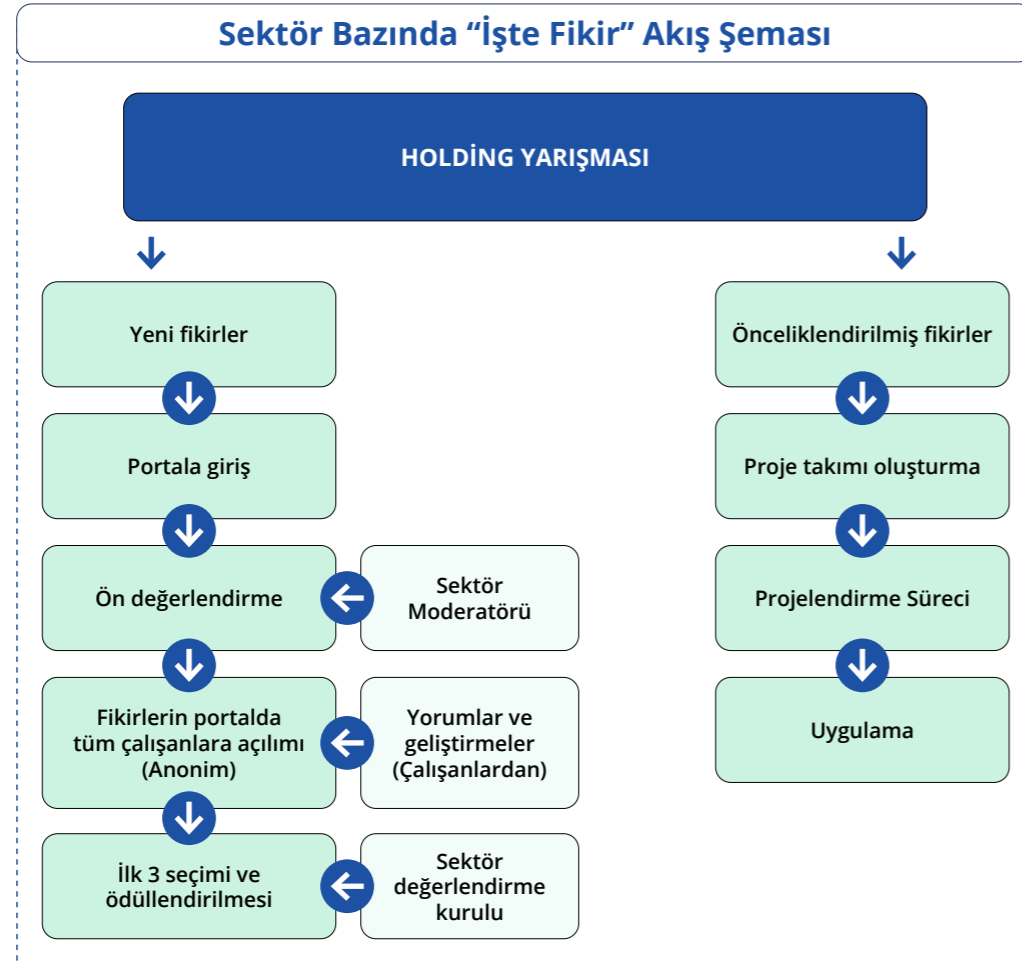 Sektör Bazında “İşte Fikir” Akış Şeması
HOLDİNG YARIŞMASI
Yeni fikirler
Portala giriş
Ön değerlendirme
Sektör
Moderatörü
Fikirlerin portalda
tüm çalışanlara açılımı
(Anonim)
Yorumlar ve
geliştirmeler
(Çalışanlardan)
İlk 3 seçimi ve
ödüllendirilmesi
Sektör
değerlendirme
kurulu
Önceliklendirilmiş fikirler
Proje takımı oluşturma
Projelendirme Süreci
Uygulama